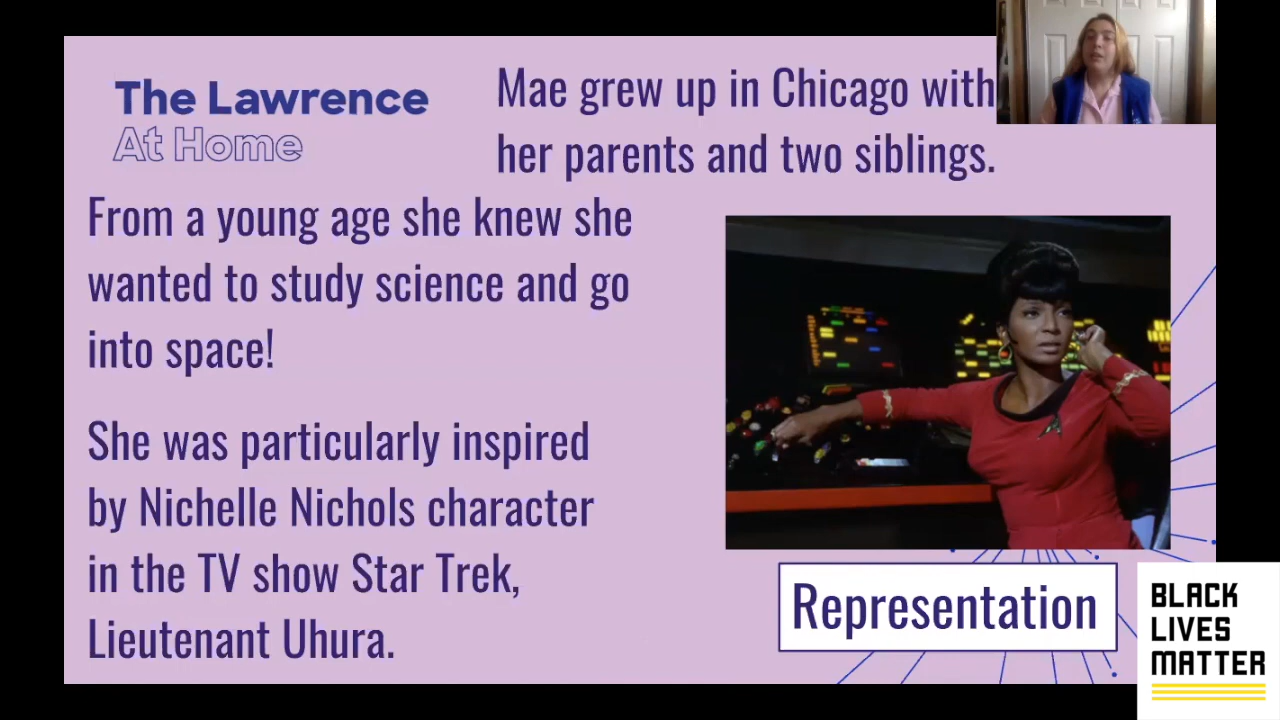 The Lawrence
At Home
Mae grew up in Chicago with
her parents and two siblings.
From a young age she knew she
wanted to study science and go
into space!
She was particularly inspired
by Nichelle Nichols character
in the TV show Star Trek,
Lieutenant Uhura.
Representation
BLACK
LIVES
MATTER